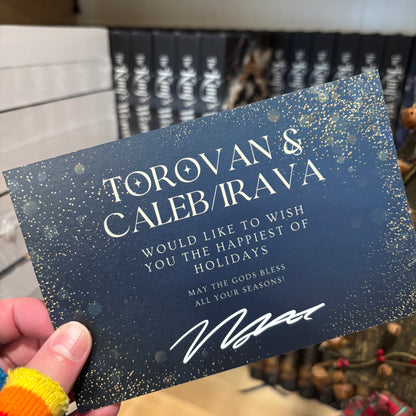 TOROVAN &
CALEB/IRAVA
WOULD LIKE TO WISH
YOU THE HAPPIEST OF
HOLIDAYS
MAY THE GODS BLESS
ALL YOUR SEASONS!